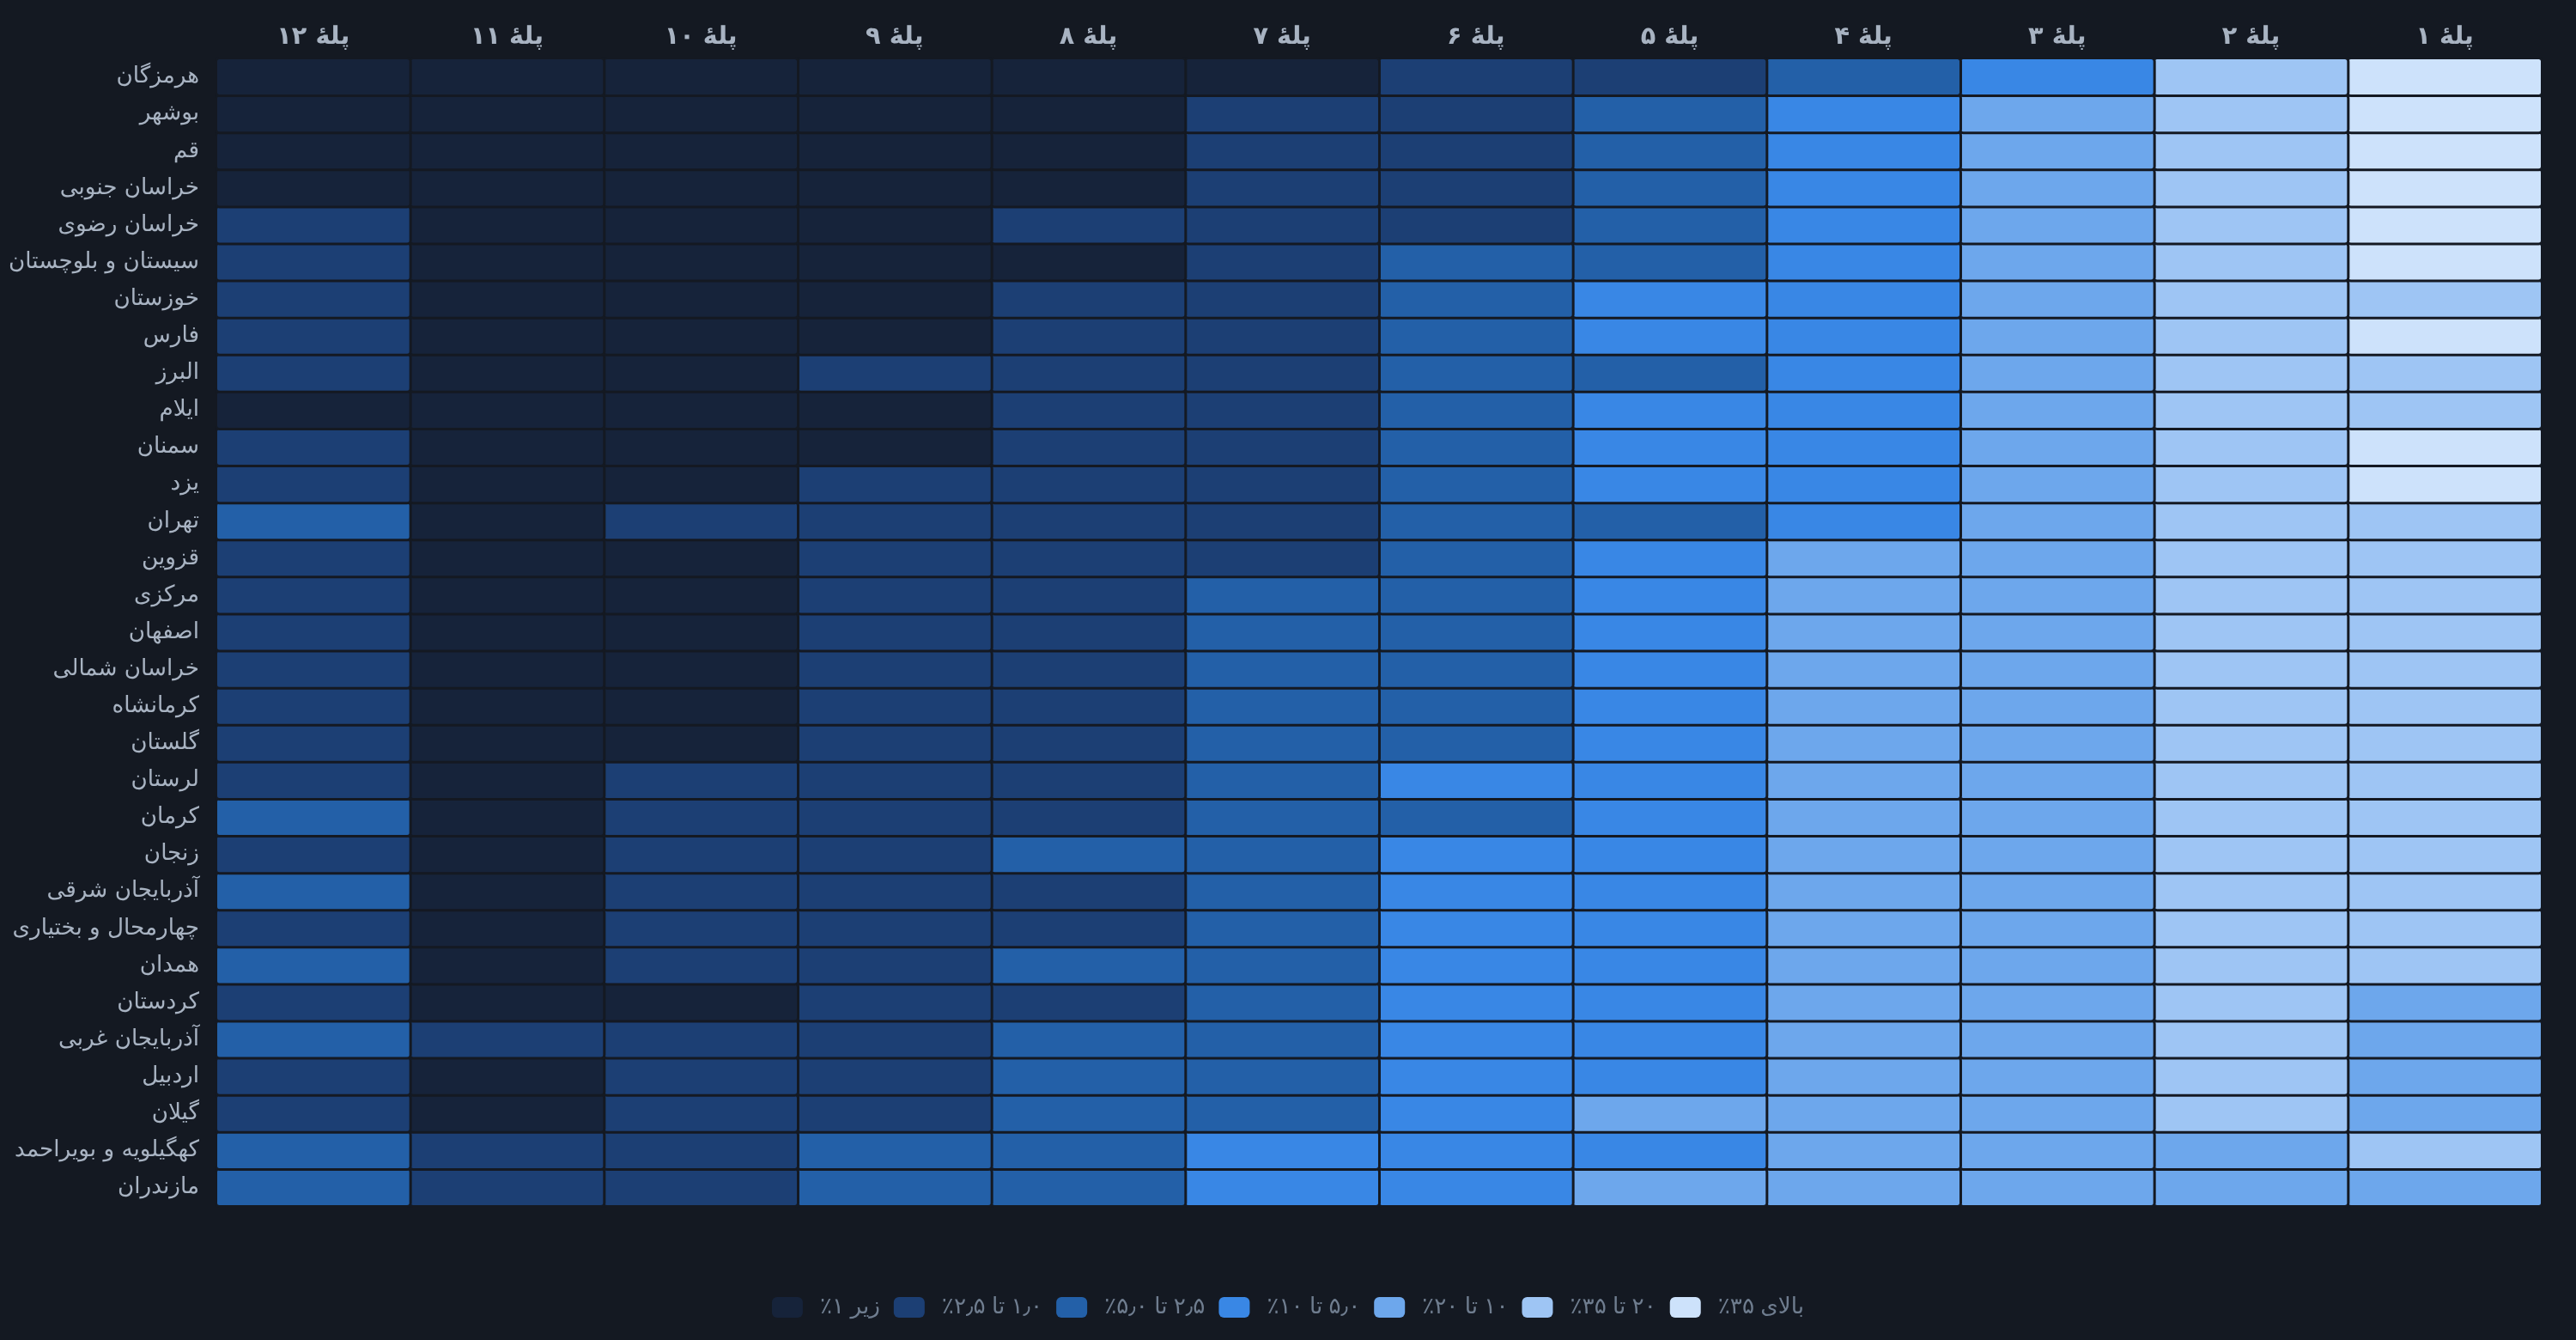 پلهٔ ۱ پلهٔ ۲ پلهٔ ۳ پلهٔ ۴ پلهٔ ۵ پلهٔ ۶ پلهٔ ۷ پلهٔ ۸ پلهٔ ۹ پلهٔ ۱۰ پلهٔ ۱۱ پلهٔ ۱۲
هرمزگان
بوشهر
قم
خراسان جنوبی
خراسان رضوی
سیستان و بلوچستان
خوزستان
فارس
البرز
ایلام
سمنان
یزد
تهران
قزوین
مرکزی
اصفهان
خراسان شمالی
کرمانشاه
گلستان
لرستان
کرمان
زنجان
آذربایجان شرقی
چهارمحال و بختیاری
همدان
کردستان
آذربایجان غربی
اردبیل
گیلان
کهگیلویه و بویراحمد
مازندران
بالای ۳۵٪ ۲۰ تا ۳۵٪ ۱۰ تا ۲۰٪ ۵٫۰ تا ۱۰٪ ۲٫۵ تا ۵٫۰٪ ۱٫۰ تا ۲٫۵٪ زیر ۱٪